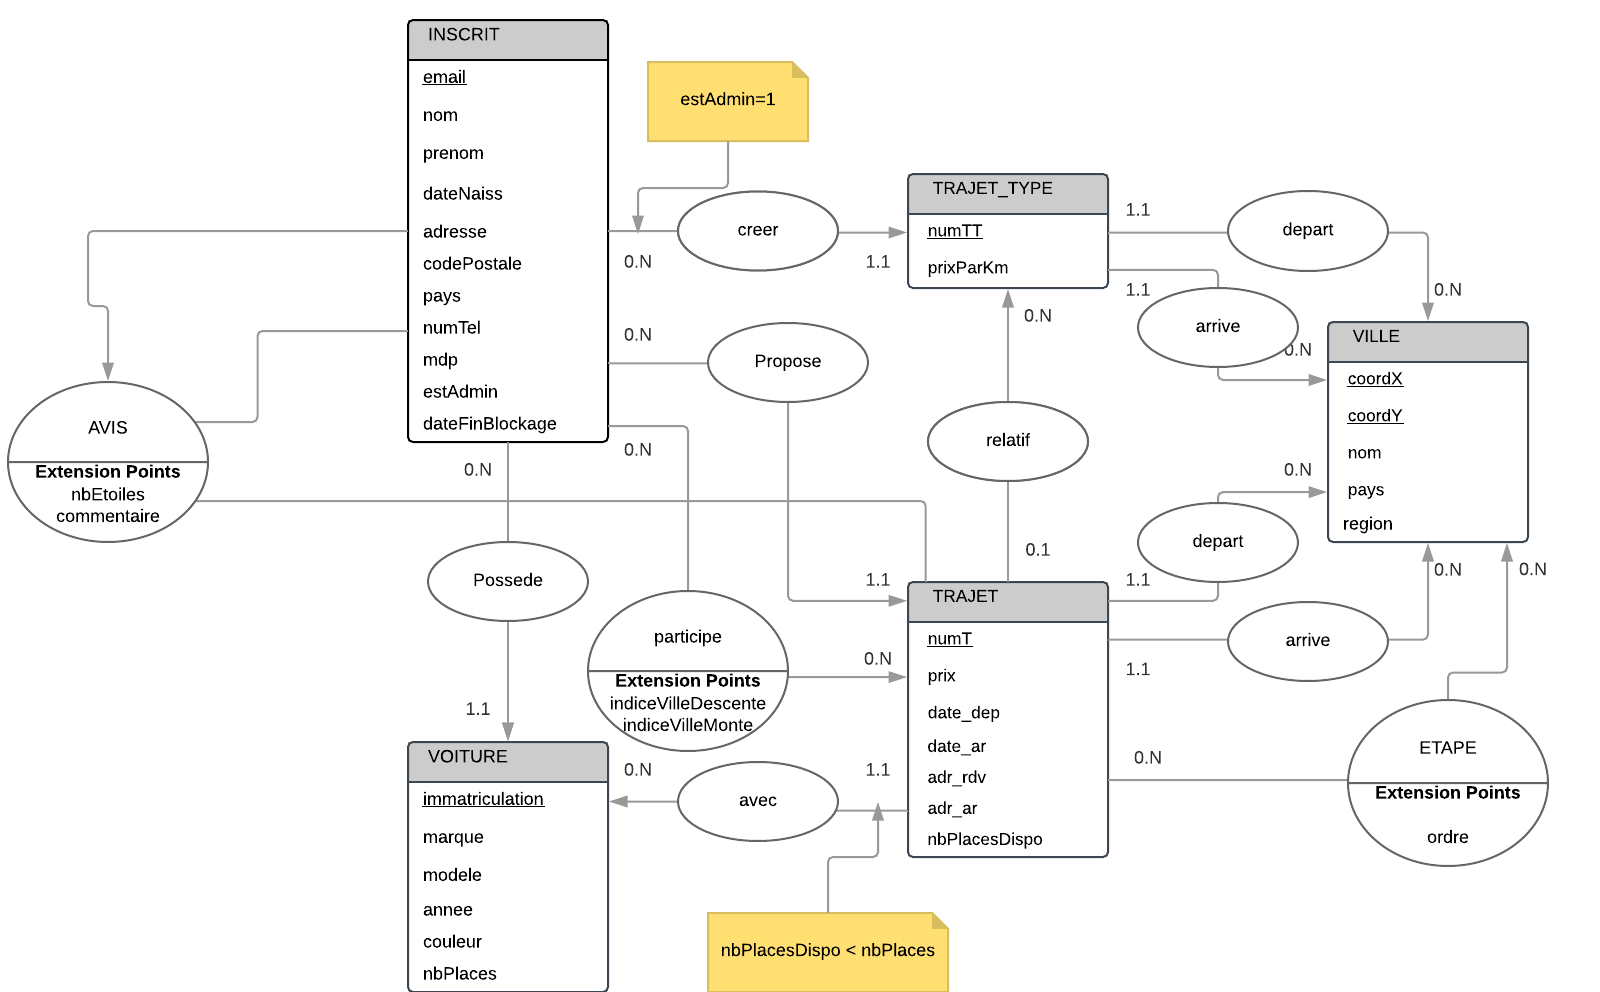 INSCRIT
email
nom
prenom
dateNaiss
adresse
codePostale
pays
numTel
mdp
estAdmin
dateFinBlockage
estAdmin=1
creer
0.N
1.1
TRAJET_TYPE
numTT
prixParKm
1.1
depart
0.N
1.1
arrive
0.N
VILLE
coordX
coordY
nom
pays
region
0.N
Propose
1.1
0.N
relatif
0.1
AVIS
Extension Points
nbEtoiles
commentaire
0.N
Possede
1.1
0.N
participe
Extension Points
indiceVilleDescente
indiceVilleMonte
0.N
TRAJET
numT
prix
date_dep
date_ar
adr_rdv
adr_ar
nbPlacesDispo
0.N
depart
1.1
0.N
arrive
1.1
0.N
ETAPE
Extension Points
ordre
0.N
VOITURE
immatriculation
marque
modele
annee
couleur
nbPlaces
0.N
avec
1.1
nbPlacesDispo < nbPlaces